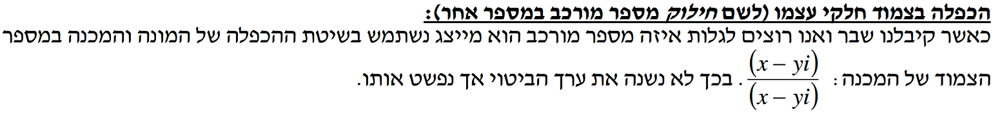 הכפלה בצמוד חלקי עצמו (לשם חילוק מספר מורכב במספר אחר):
כאשר קיבלנו שבר ואנו רוצים לגלות איזה מספר מורכב הוא מייצג נשתמש בשיטת ההכפלה של המונה והמכנה במספר
הצמוד של המכנה: (x − yi)/(x − yi). בכך לא נשנה את ערך הביטוי אך נפשט אותו.